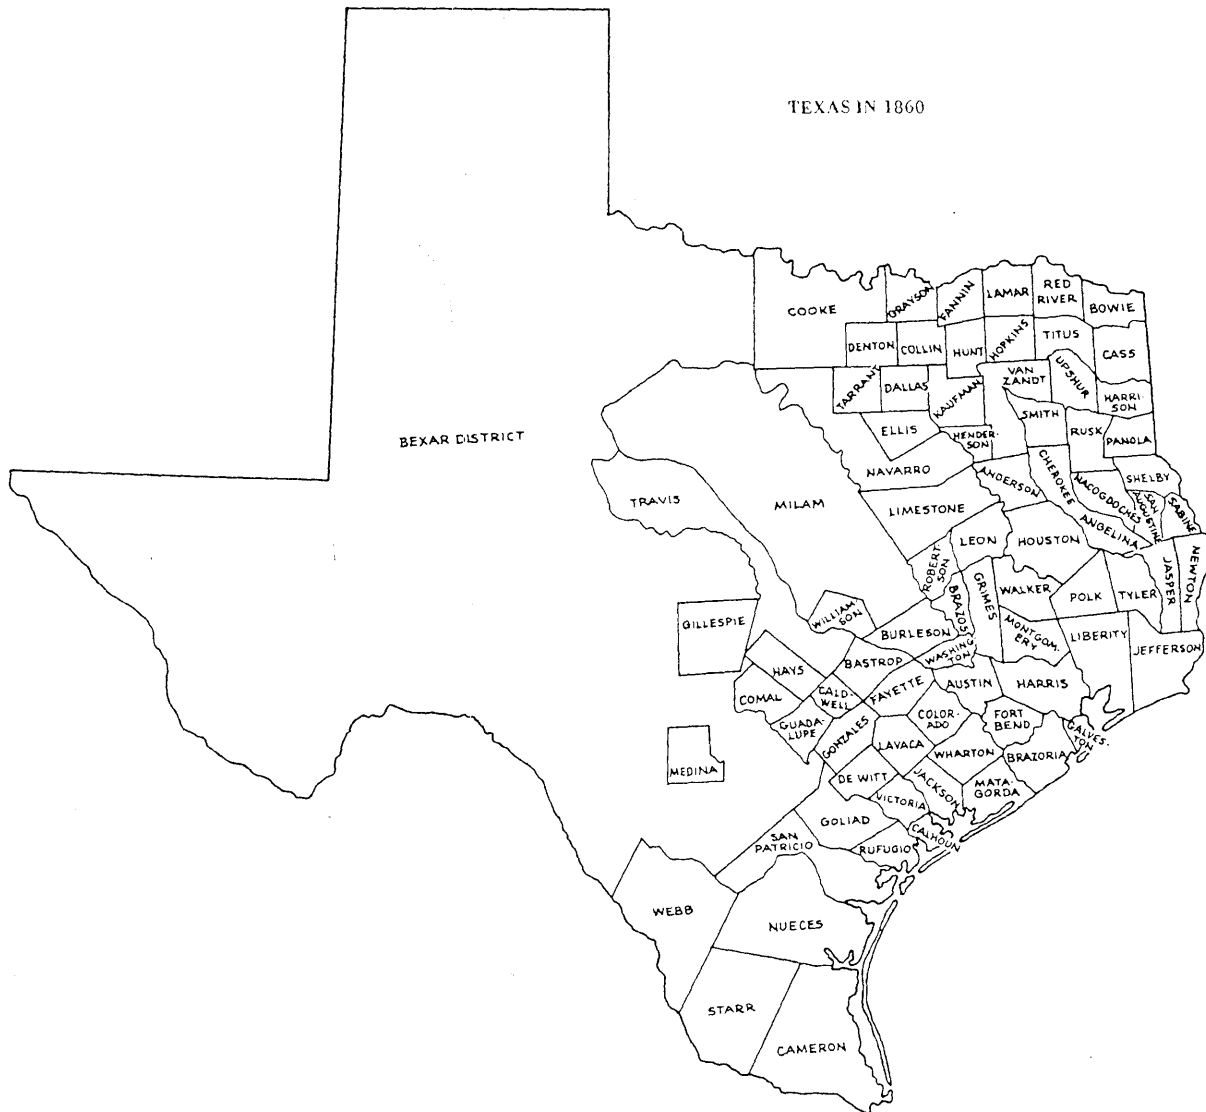 TEXAS IN 1860
COOKE
GRAYSON
FANNIN
LAMAR
RED
RIVER
BOWIE
DENTON
COLLIN
HUNT
HOPKINS
TITUS
CASS
TARRANT
DALLAS
KAUFMAN
VAN
ZANDT
UPSHUR
HARRI-
SON
SMITH
RUSK
PANOLA
ELLIS
HENDER-
SON
BEXAR DISTRICT
NAVARRO
ANDERSON
CHEROKEE
NACOGDOCHES
SHELBY
SAN
AUGUSTINE
SABINE
TRAVIS
MILAM
LIMESTONE
ANGELINA
LEON
HOUSTON
ROBERT-
SON
BRAZOS
GRIMES
WALKER
POLK
TYLER
JASPER
NEWTON
GILLESPIE
WILLIAM-
SON
BURLESON
WASHING
TON
MONTGOM-
ERY
LIBERITY
JEFFERSON
HAYS
BASTROP
COMAL
CALD-
WELL
FAYETTE
AUSTIN
HARRIS
GUADA-
LUPE
GONZALES
COLOR-
ADO
FORT
BEND
GALVES-
TON
LAVACA
WHARTON
BRAZORIA
MEDINA
DE WITT
JACKSON
MATA-
GORDA
VICTORIA
GOLIAD
CALHOUN
SAN
PATRICIO
RUFUGIO
WEBB
NUECES
STARR
CAMERON